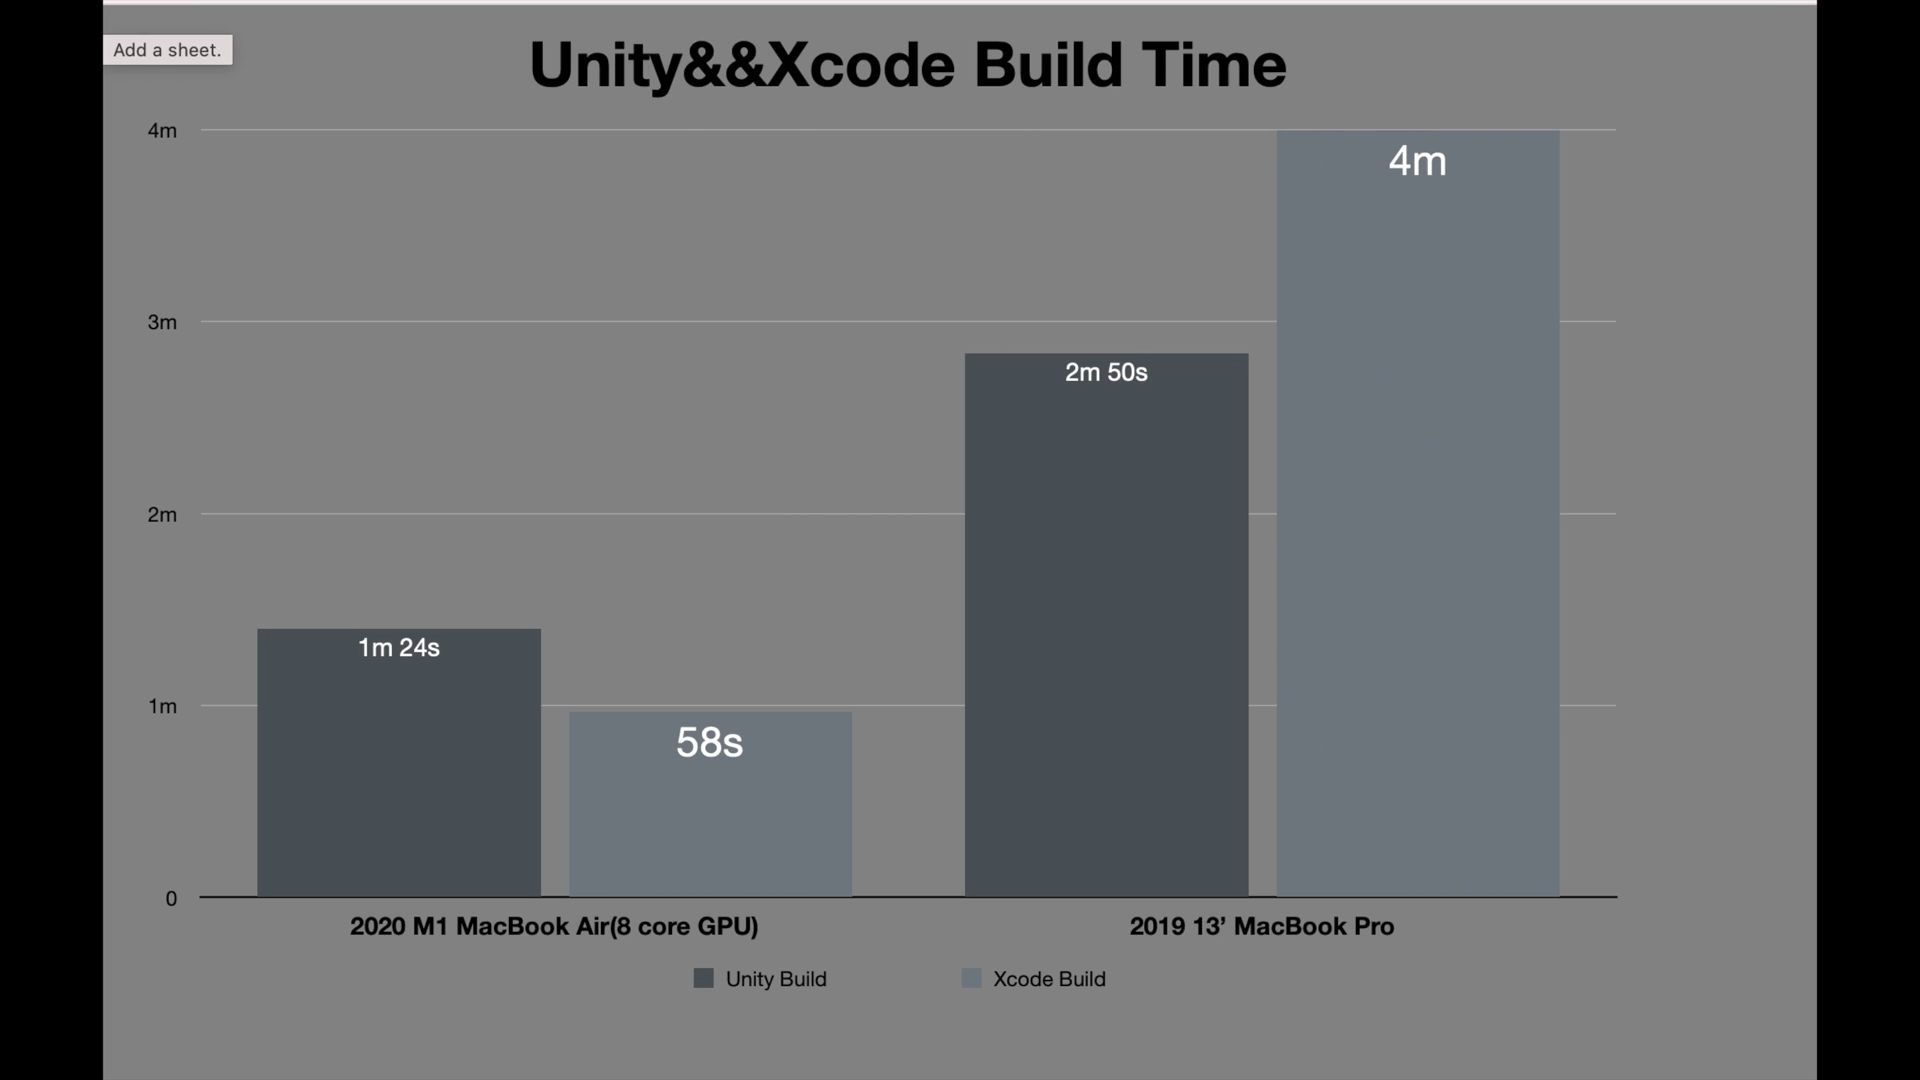 Add a sheet.
Unity&&Xcode Build Time
4m
3m
2m
1m
0
1m 24s
58s
2m 50s
4m
2020 M1 MacBook Air(8 core GPU)
2019 13’ MacBook Pro
Unity Build
Xcode Build